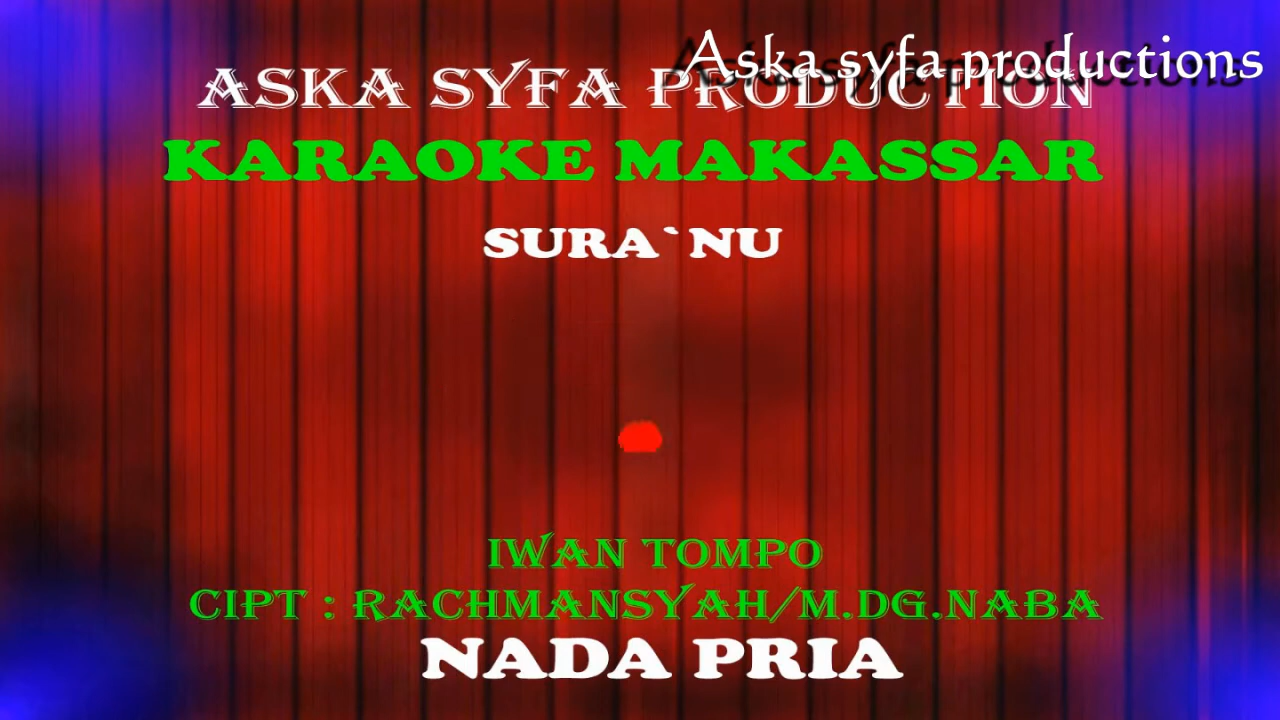 Aska syfa productions
ASKA SYFA PRODUCTION
KARAOKE MAKASSAR
SURA`NU
IWAN TOMPO
CIPT : RACHMANSYAH/M.DG.NABA
NADA PRIA